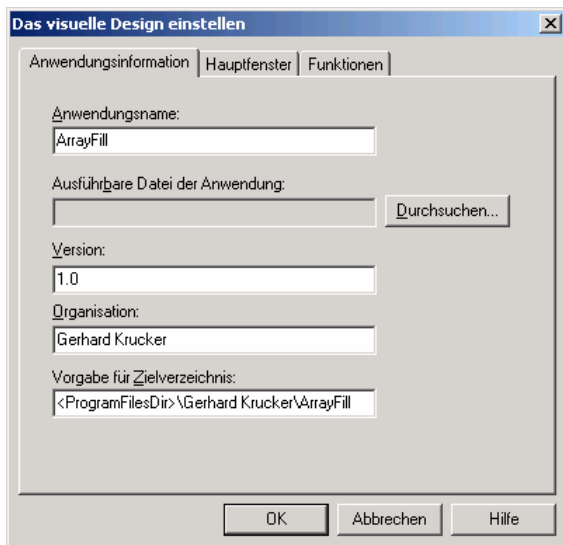 Das visuelle Design einstellen
Anwendungsinformation Hauptfenster Funktionen
Anwendungsname:
ArrayFill
Ausführbare Datei der Anwendung:
Durchsuchen...
Version:
1.0
Organisation:
Gerhard Krucker
Vorgabe für Zielverzeichnis:
<ProgramFilesDir>\Gerhard Krucker\ArrayFill
OK Abbrechen Hilfe